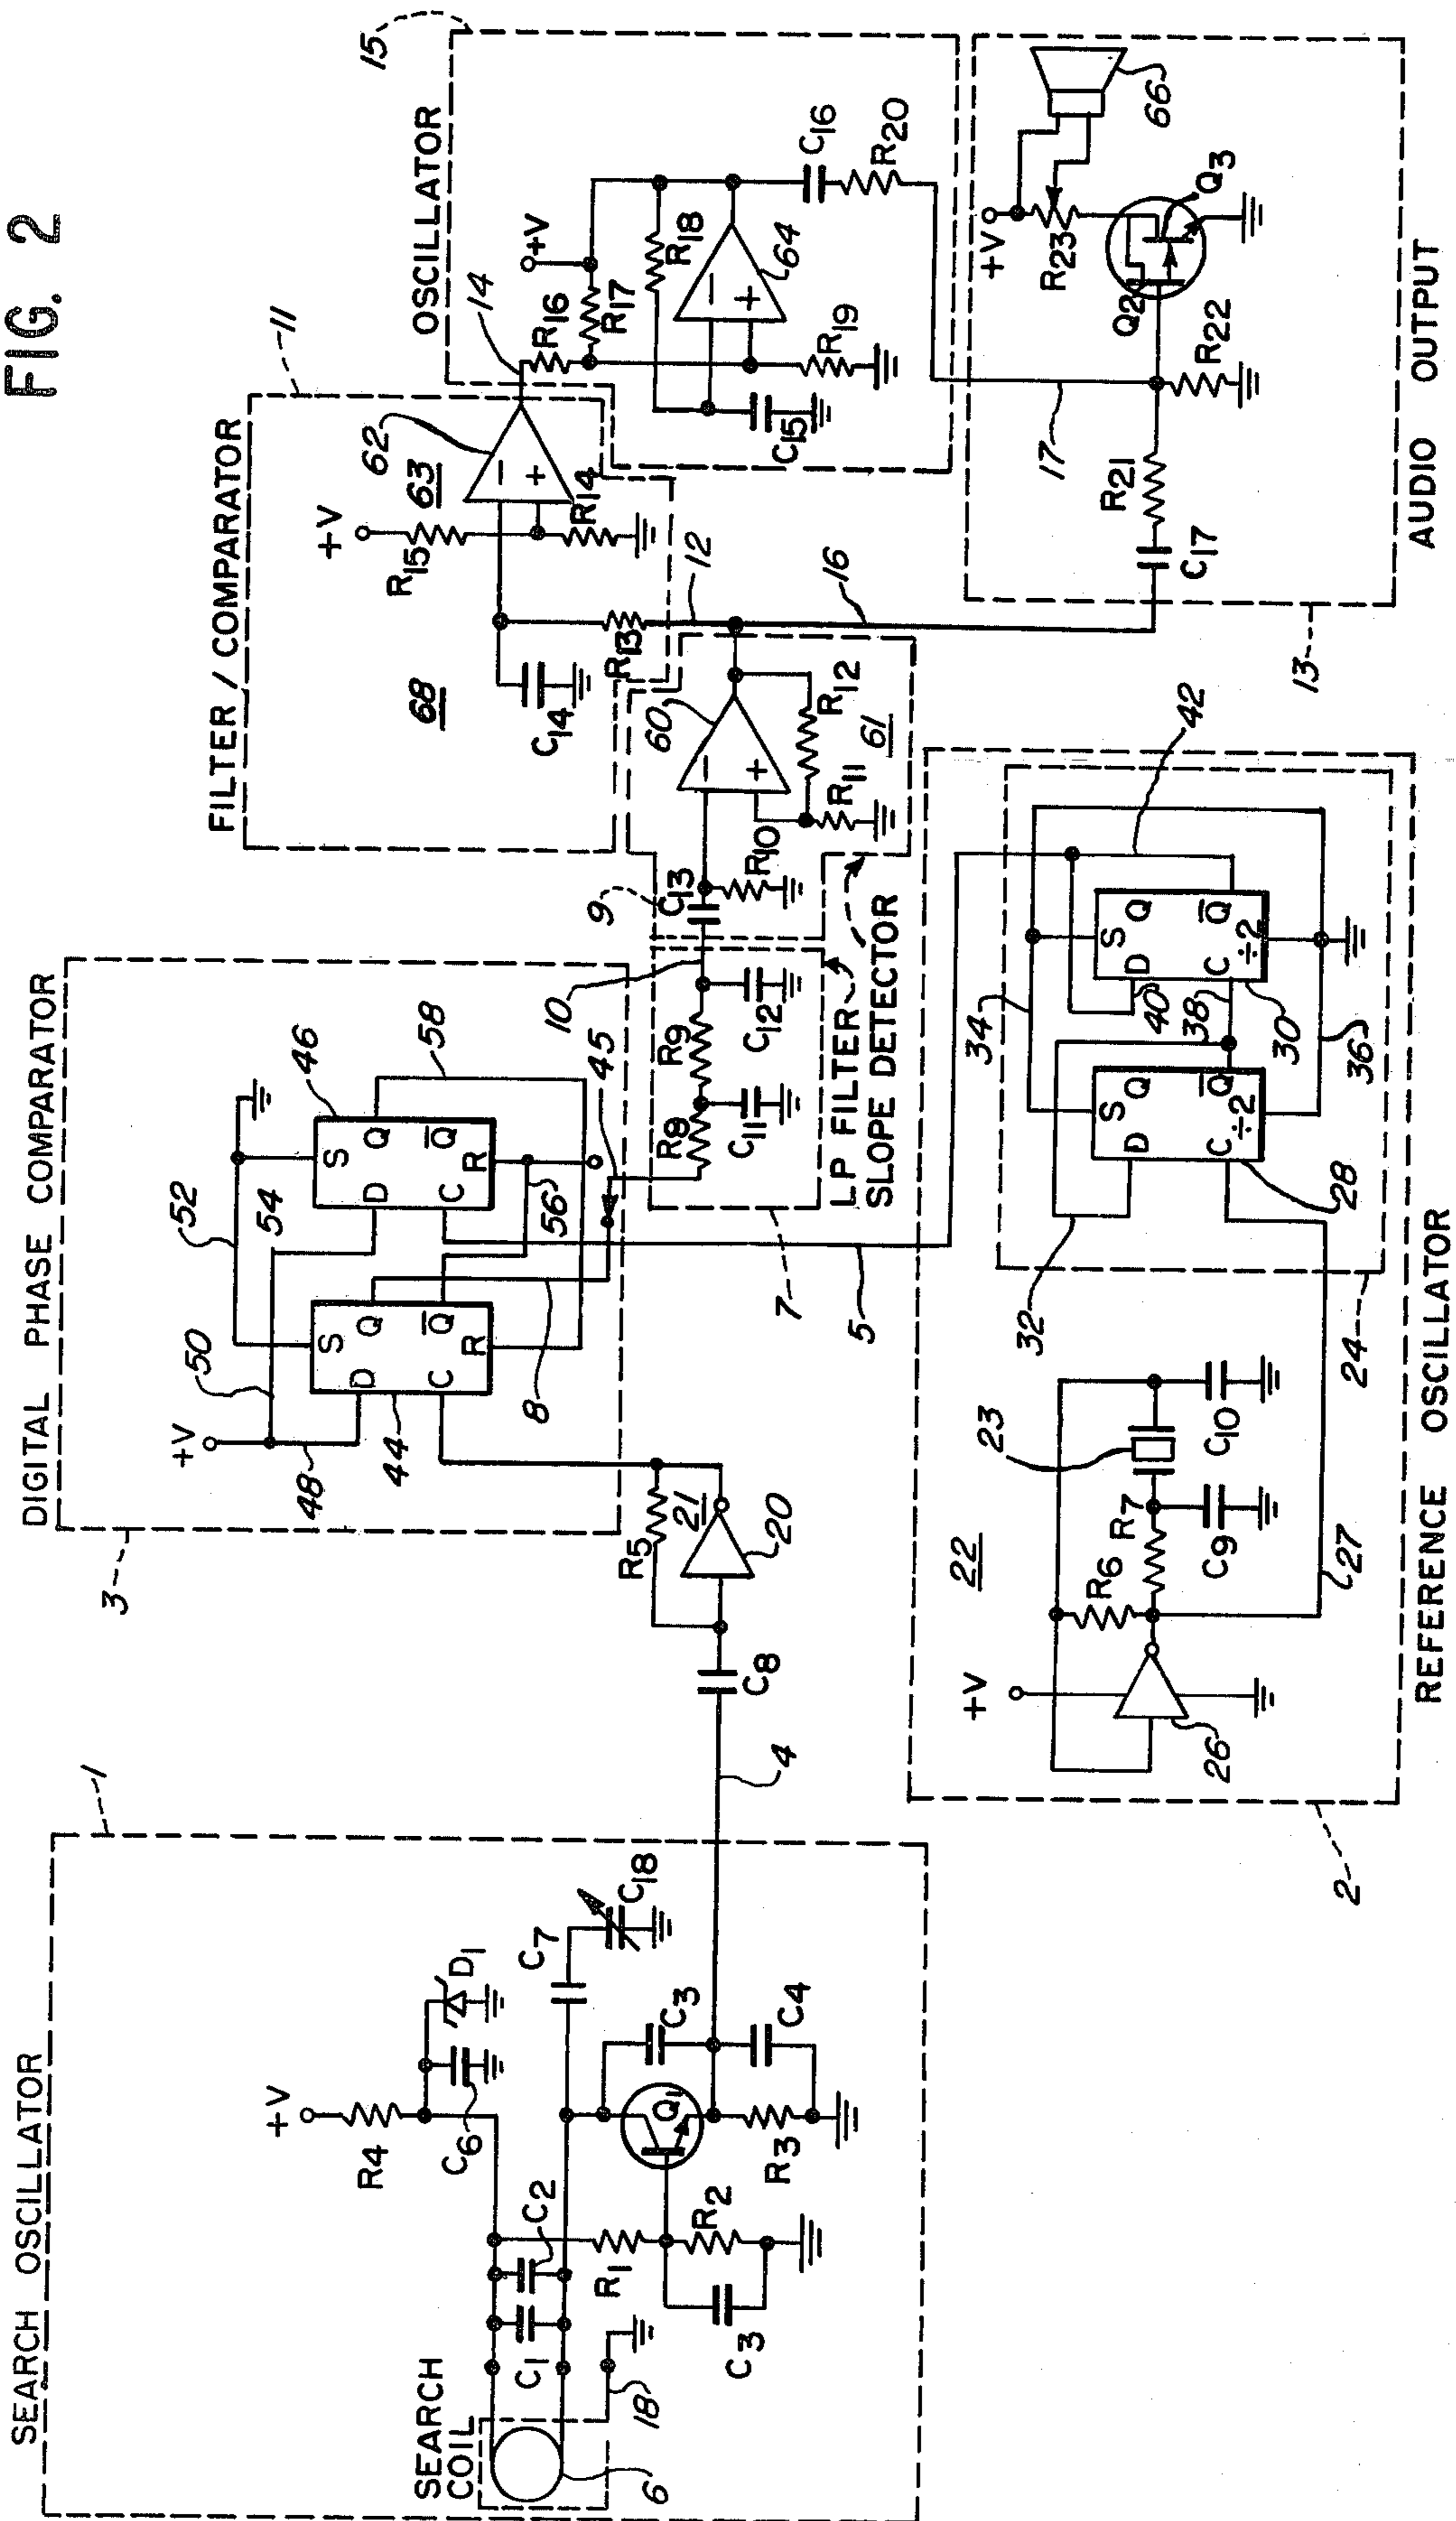 FIG. 2
SEARCH OSCILLATOR
1
+V
R4
C6
D1
SEARCH
COIL
6
18
C1
C2
R1
R2
C3
Q1
R3
C3
C4
C7
C18
4
C8
R5
21
20
DIGITAL PHASE COMPARATOR
3
+V
48
50
52
54
44
S
D
Q
C
Q
R
46
S
D
Q
C
Q
R
56
58
8
45
5
REFERENCE OSCILLATOR
2
22
+V
26
R6
R7
C9
23
C10
27
24
28
S
D
Q
C
Q
÷2
32
34
36
38
40
30
S
D
Q
C
Q
÷2
42
7
R8
C11
R9
C12
10
LP FILTER
SLOPE DETECTOR
9
C13
R10
60
−
+
R11
R12
61
12
16
FILTER / COMPARATOR
11
68
C14
R13
+V
R15
63
R14
62
−
+
14
OSCILLATOR
15
+V
R16
R17
R18
−
+
64
C15
R19
C16
R20
17
AUDIO OUTPUT
13
C17
R21
R22
Q2
Q3
R23
+V
66